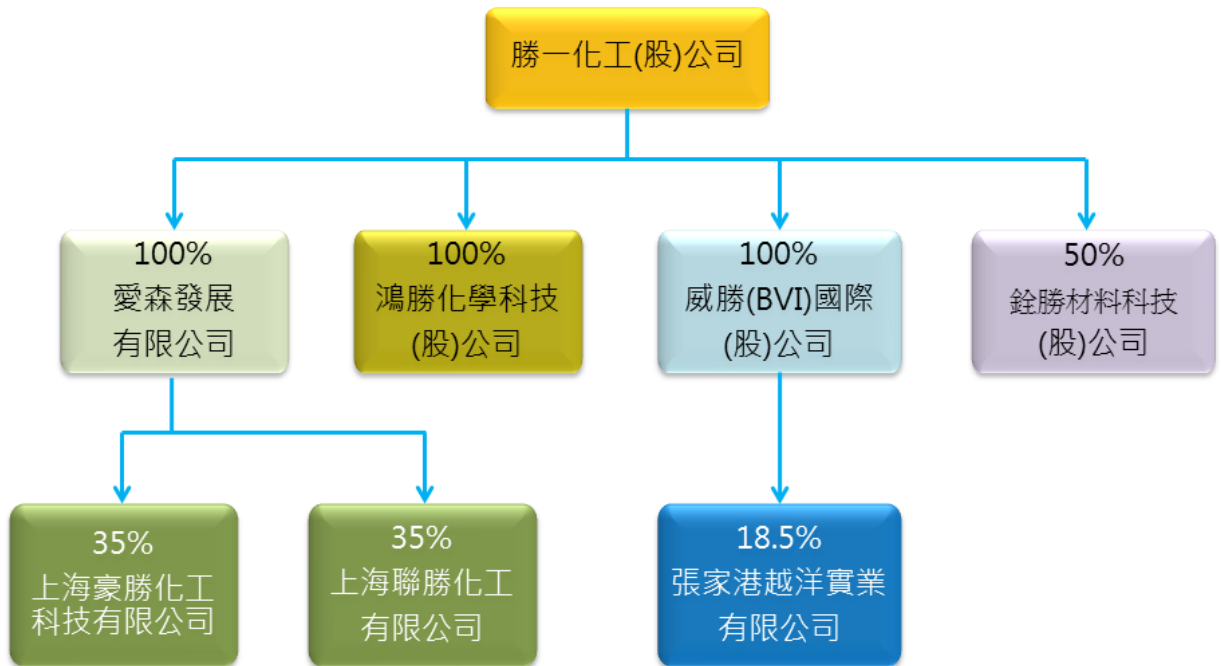 勝一化工(股)公司
100%
愛森發展
有限公司
100%
鴻勝化學科技
(股)公司
100%
威勝(BVI)國際
(股)公司
50%
銓勝材料科技
(股)公司
35%
上海豪勝化工
科技有限公司
35%
上海聯勝化工
有限公司
18.5%
張家港越洋實業
有限公司